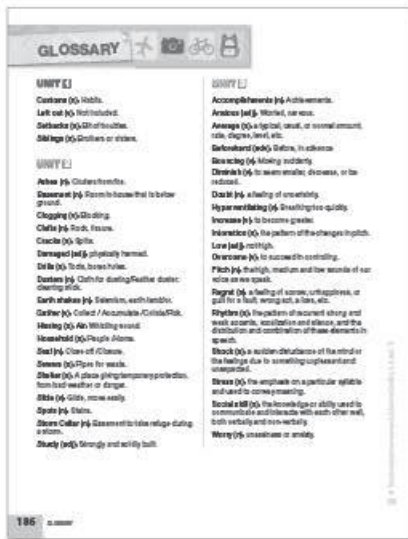 GLOSSARY
UNIT 1
Customs (n). Habits.
Left out (v). Not included.
Setbacks (n). Difficulties.
Siblings (n). Brothers or sisters.
UNIT
Ashes (n). Cinders from fire.
Basement (n). Room in house that is below
ground.
Clogging (v). Blocking.
Clefts (n). Rock, fissure.
Cracks (n). Splits.
Damaged (adj). physically harmed.
Drills (n). Tools, bores holes.
Dusters (n). Cloth for dusting/Feather duster;
cleaning stick.
Earth shakes (n). Seismism, earth tremblor.
Gather (v). Collect / Accumulate /
Hissing (n). Air. Whistling sound.
Household (n). People /Home.
Seal (n). Close off /Closure.
Sewers (n). Pipes for waste.
Shelter (n). A place giving temporary protection,
from bad weather or danger.
Slide (v). Glide, move easily.
Spots (n). Stains.
Storm Cellar (n). Basement to take refuge during
a storm.
Sturdy (adj). Strongly and solidly built.
UNIT
Accomplishments (n). Achievements.
Anxious (adj). Worried, nervous.
Average (n). a typical, usual, or normal amount,
rate, degree, level, etc.
Beforehand (adv). Before, in advance
Bouncing (v). Moving suddenly.
Diminish (v). to seem smaller, decrease, or be
reduced.
Doubt (n). a feeling of uncertainty.
Hyperventilating (v). Breathing too quickly.
Increase (v). to become greater.
Intonation (n). the pattern of the changes in pitch.
Low (adj). not high.
Overcome (v). to succeed in controlling.
Pitch (n). the high, medium and low sounds of our
voice as we speak.
Regret (n). a feeling of sorrow, unhappiness, or
guilt for a fault, wrong act, a loss, etc.
Rhythm (n). the pattern of recurrent strong and
weak accents, vocalization and silence, and the
distribution and combination of these elements in
speech.
Shock (n). a sudden disturbance of the mind or
the feelings due to something unpleasant and
unexpected.
Stress (n). the emphasis on a particular syllable
and used to convey meaning.
Social skill (n). the knowledge or ability used to
communicate and interact with each other well,
both verbally and non-verbally.
Worry (n). uneasiness or anxiety.
186 GLOSSARY